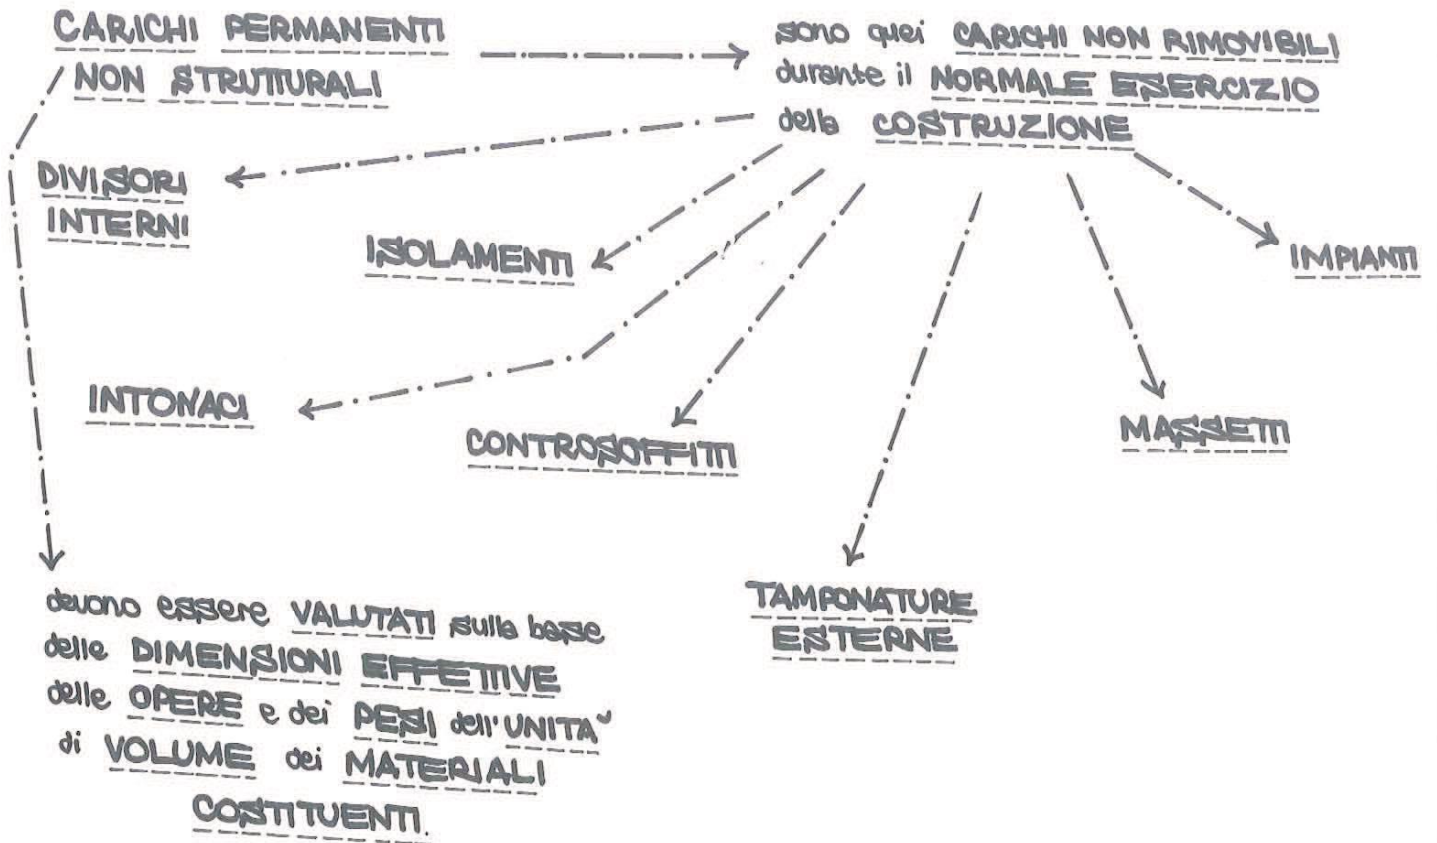 CARICHI PERMANENTI
NON STRUTTURALI
sono quei CARICHI NON RIMOVIBILI
durante il NORMALE ESERCIZIO
della COSTRUZIONE
DIVISORI
INTERNI
ISOLAMENTI
IMPIANTI
INTONACI
CONTROSOFFITTI
MASSETTI
TAMPONATURE
ESTERNE
devono essere VALUTATI sulla base
delle DIMENSIONI EFFETTIVE
delle OPERE e dei PESI dell'UNITA'
di VOLUME dei MATERIALI
COSTITUENTI.